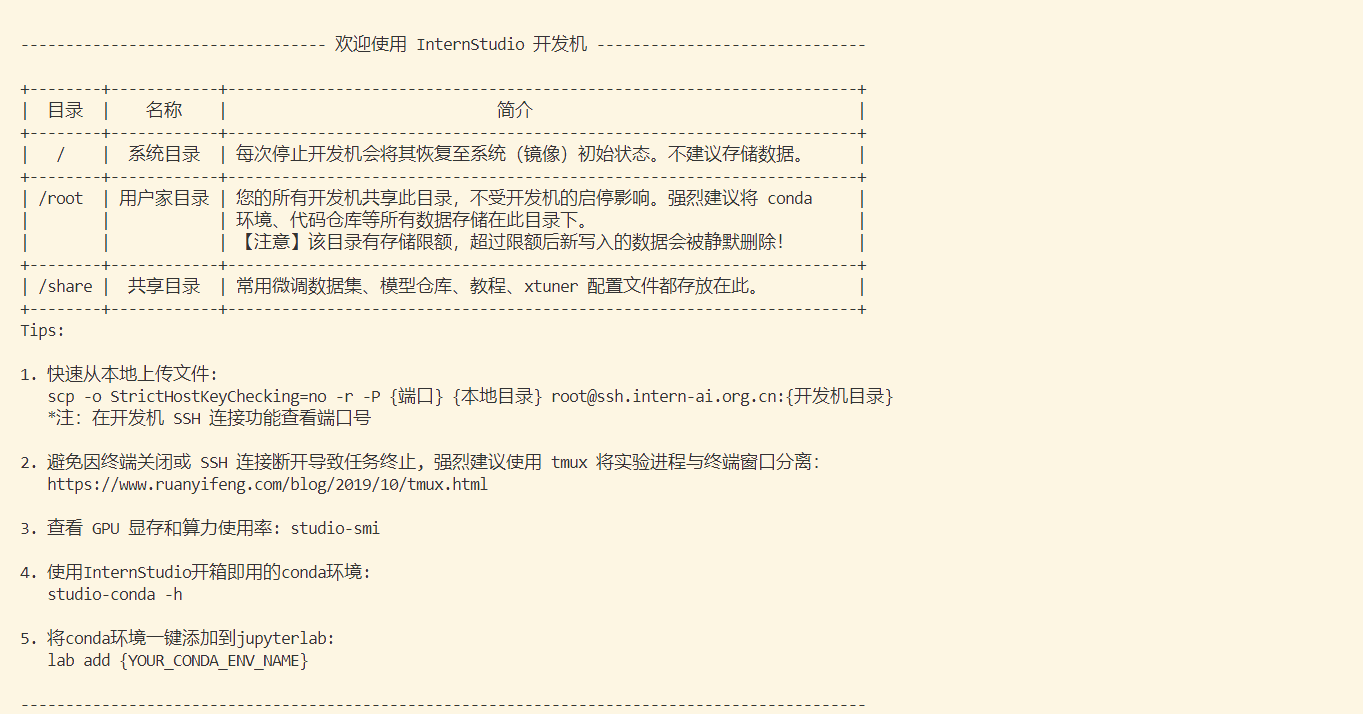 ---------------------------------- 欢迎使用 InternStudio 开发机 ------------------------------
+--------+------------+----------------------------------------------------------------------+
|  目录  |    名称    |                              简介                                    |
+--------+------------+----------------------------------------------------------------------+
|   /    |  系统目录  | 每次停止开发机会将其恢复至系统（镜像）初始状态。不建议存储数据。      |
+--------+------------+----------------------------------------------------------------------+
| /root  | 用户家目录 | 您的所有开发机共享此目录，不受开发机的启停影响。强烈建议将 conda     |
|        |            | 环境、代码仓库等所有数据存储在此目录下。                              |
|        |            | 【注意】该目录有存储限额，超过限额后新写入的数据会被静默删除！        |
+--------+------------+----------------------------------------------------------------------+
| /share |  共享目录  | 常用微调数据集、模型仓库、教程、xtuner 配置文件都存放在此。          |
+--------+------------+----------------------------------------------------------------------+
Tips:
1. 快速从本地上传文件:
scp -o StrictHostKeyChecking=no -r -P {端口} {本地目录} root@ssh.intern-ai.org.cn:{开发机目录}
*注: 在开发机 SSH 连接功能查看端口号
2. 避免因终端关闭或 SSH 连接断开导致任务终止, 强烈建议使用 tmux 将实验进程与终端窗口分离:
https://www.ruanyifeng.com/blog/2019/10/tmux.html
3. 查看 GPU 显存和算力使用率: studio-smi
4. 使用InternStudio开箱即用的conda环境:
studio-conda -h
5. 将conda环境一键添加到jupyterlab:
lab add {YOUR_CONDA_ENV_NAME}
----------------------------------------------------------------------------------------------